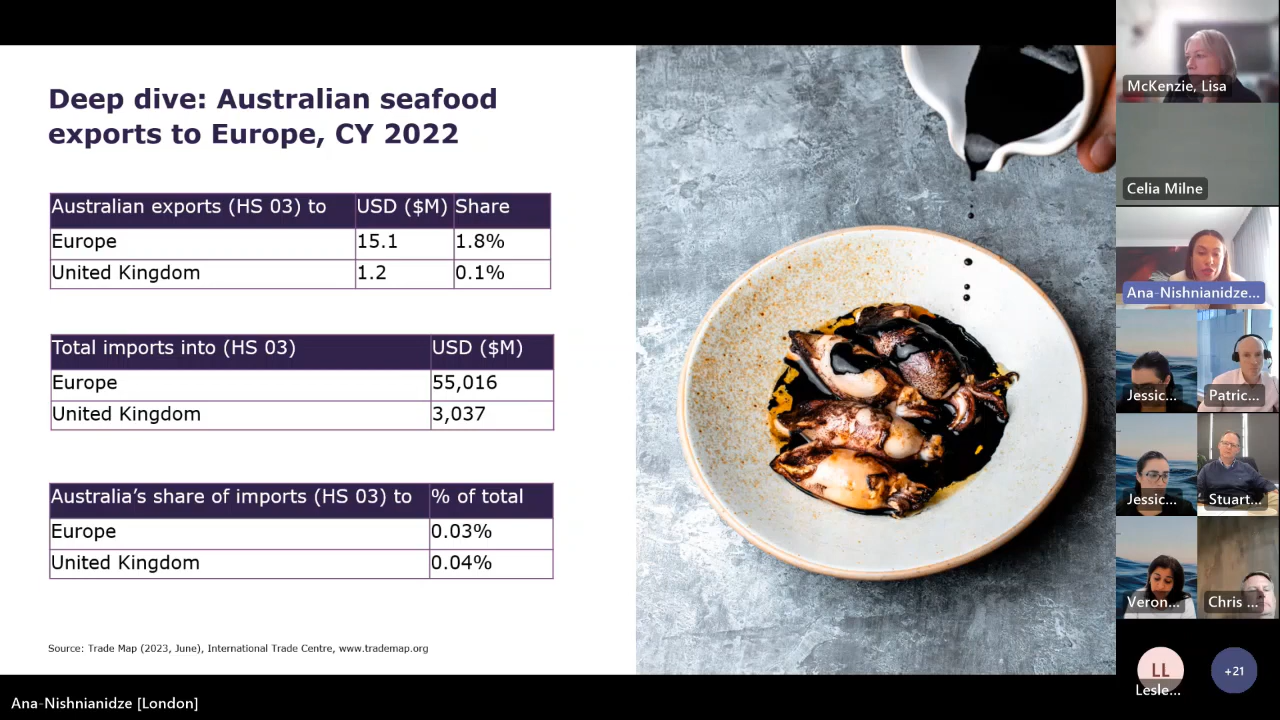 Deep dive: Australian seafood
exports to Europe, CY 2022
Australian exports (HS 03) to USD ($M) Share
Europe 15.1 1.8%
United Kingdom 1.2 0.1%
Total imports into (HS 03) USD ($M)
Europe 55,016
United Kingdom 3,037
Australia’s share of imports (HS 03) to % of total
Europe 0.03%
United Kingdom 0.04%
Source: Trade Map (2023, June), International Trade Centre, www.trademap.org
Ana-Nishnianidze [London]
McKenzie, Lisa
Celia Milne
Ana-Nishnianidze...
Jessic... Patric...
Jessic... Stuart...
Veron... Chris ...
LL +21
Lesle...